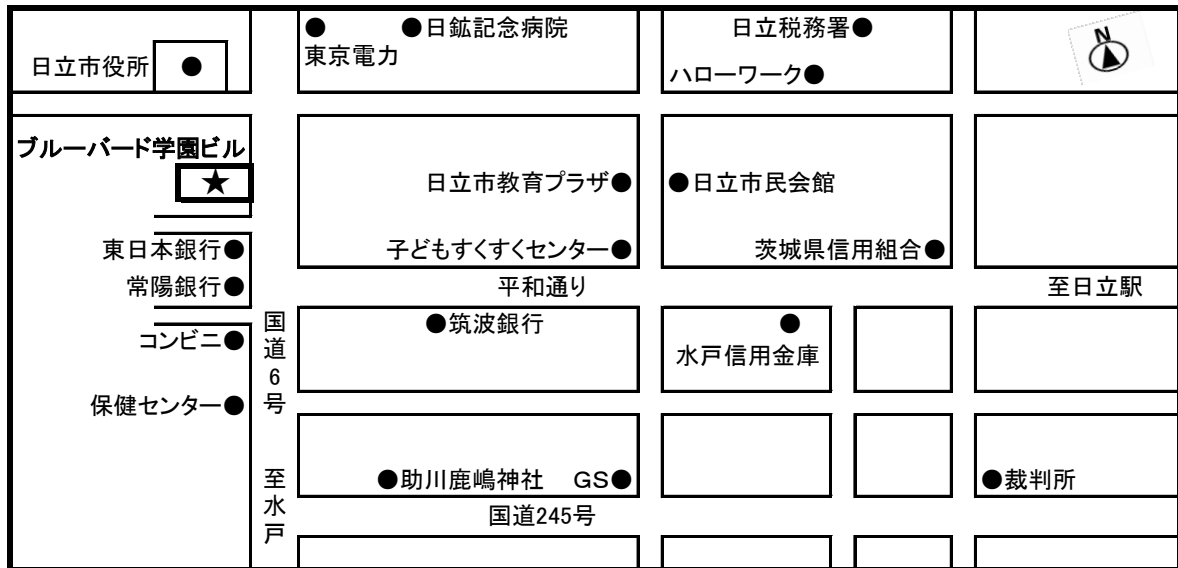 ●　●日鉱記念病院
東京電力
日立税務署●
ハローワーク●
N
日立市役所　●
ブルーバード学園ビル
★
日立市教育プラザ●
●日立市民会館
東日本銀行●
子どもすくすくセンター●
茨城県信用組合●
常陽銀行●
平和通り
至日立駅
コンビニ●
国道6号
●筑波銀行
●
水戸信用金庫
保健センター●
至水戸
●助川鹿嶋神社　GS●
●裁判所
国道245号